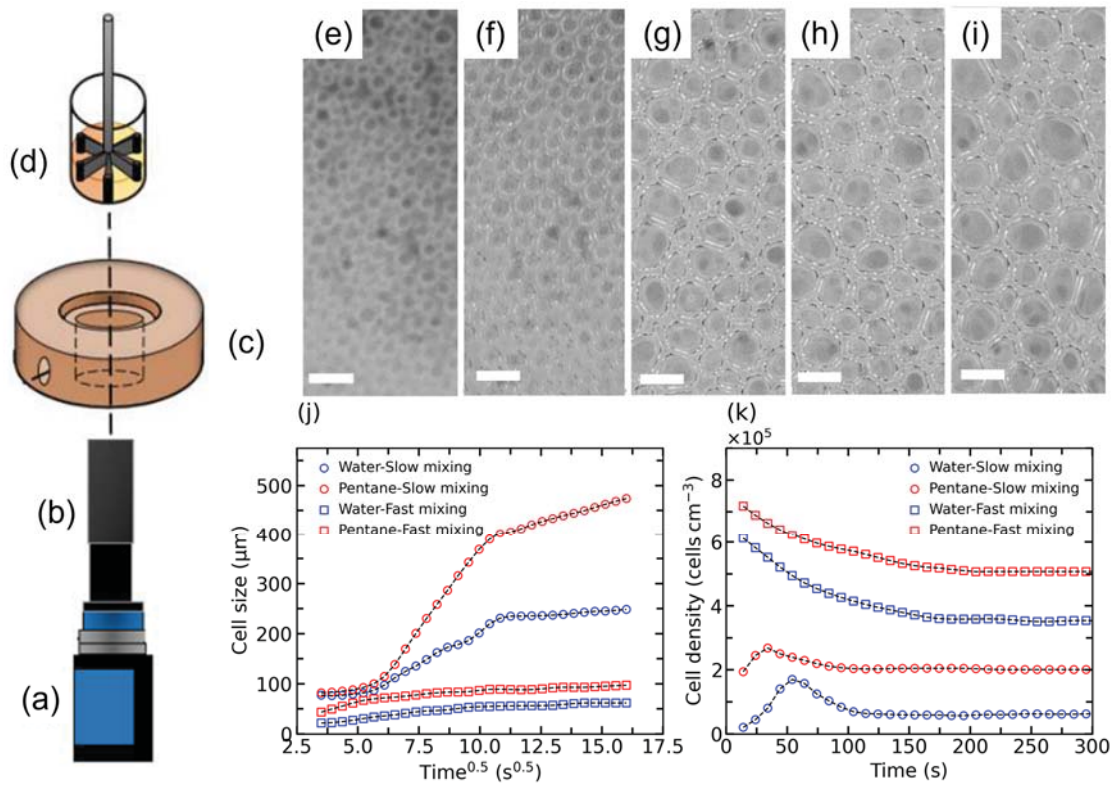 (e)
(f)
(g)
(h)
(i)
(d)
(c)
(b)
(a)
(j)
Water-Slow mixing
Pentane-Slow mixing
Water-Fast mixing
Pentane-Fast mixing
500
400
300
200
100
0
Cell size (μm)
2.5 5.0 7.5 10.0 12.5 15.0 17.5
Time^0.5 (s^0.5)
(k)
×10^5
Water-Slow mixing
Pentane-Slow mixing
Water-Fast mixing
Pentane-Fast mixing
8
6
4
2
0
Cell density (cells cm^−3)
0 50 100 150 200 250 300
Time (s)